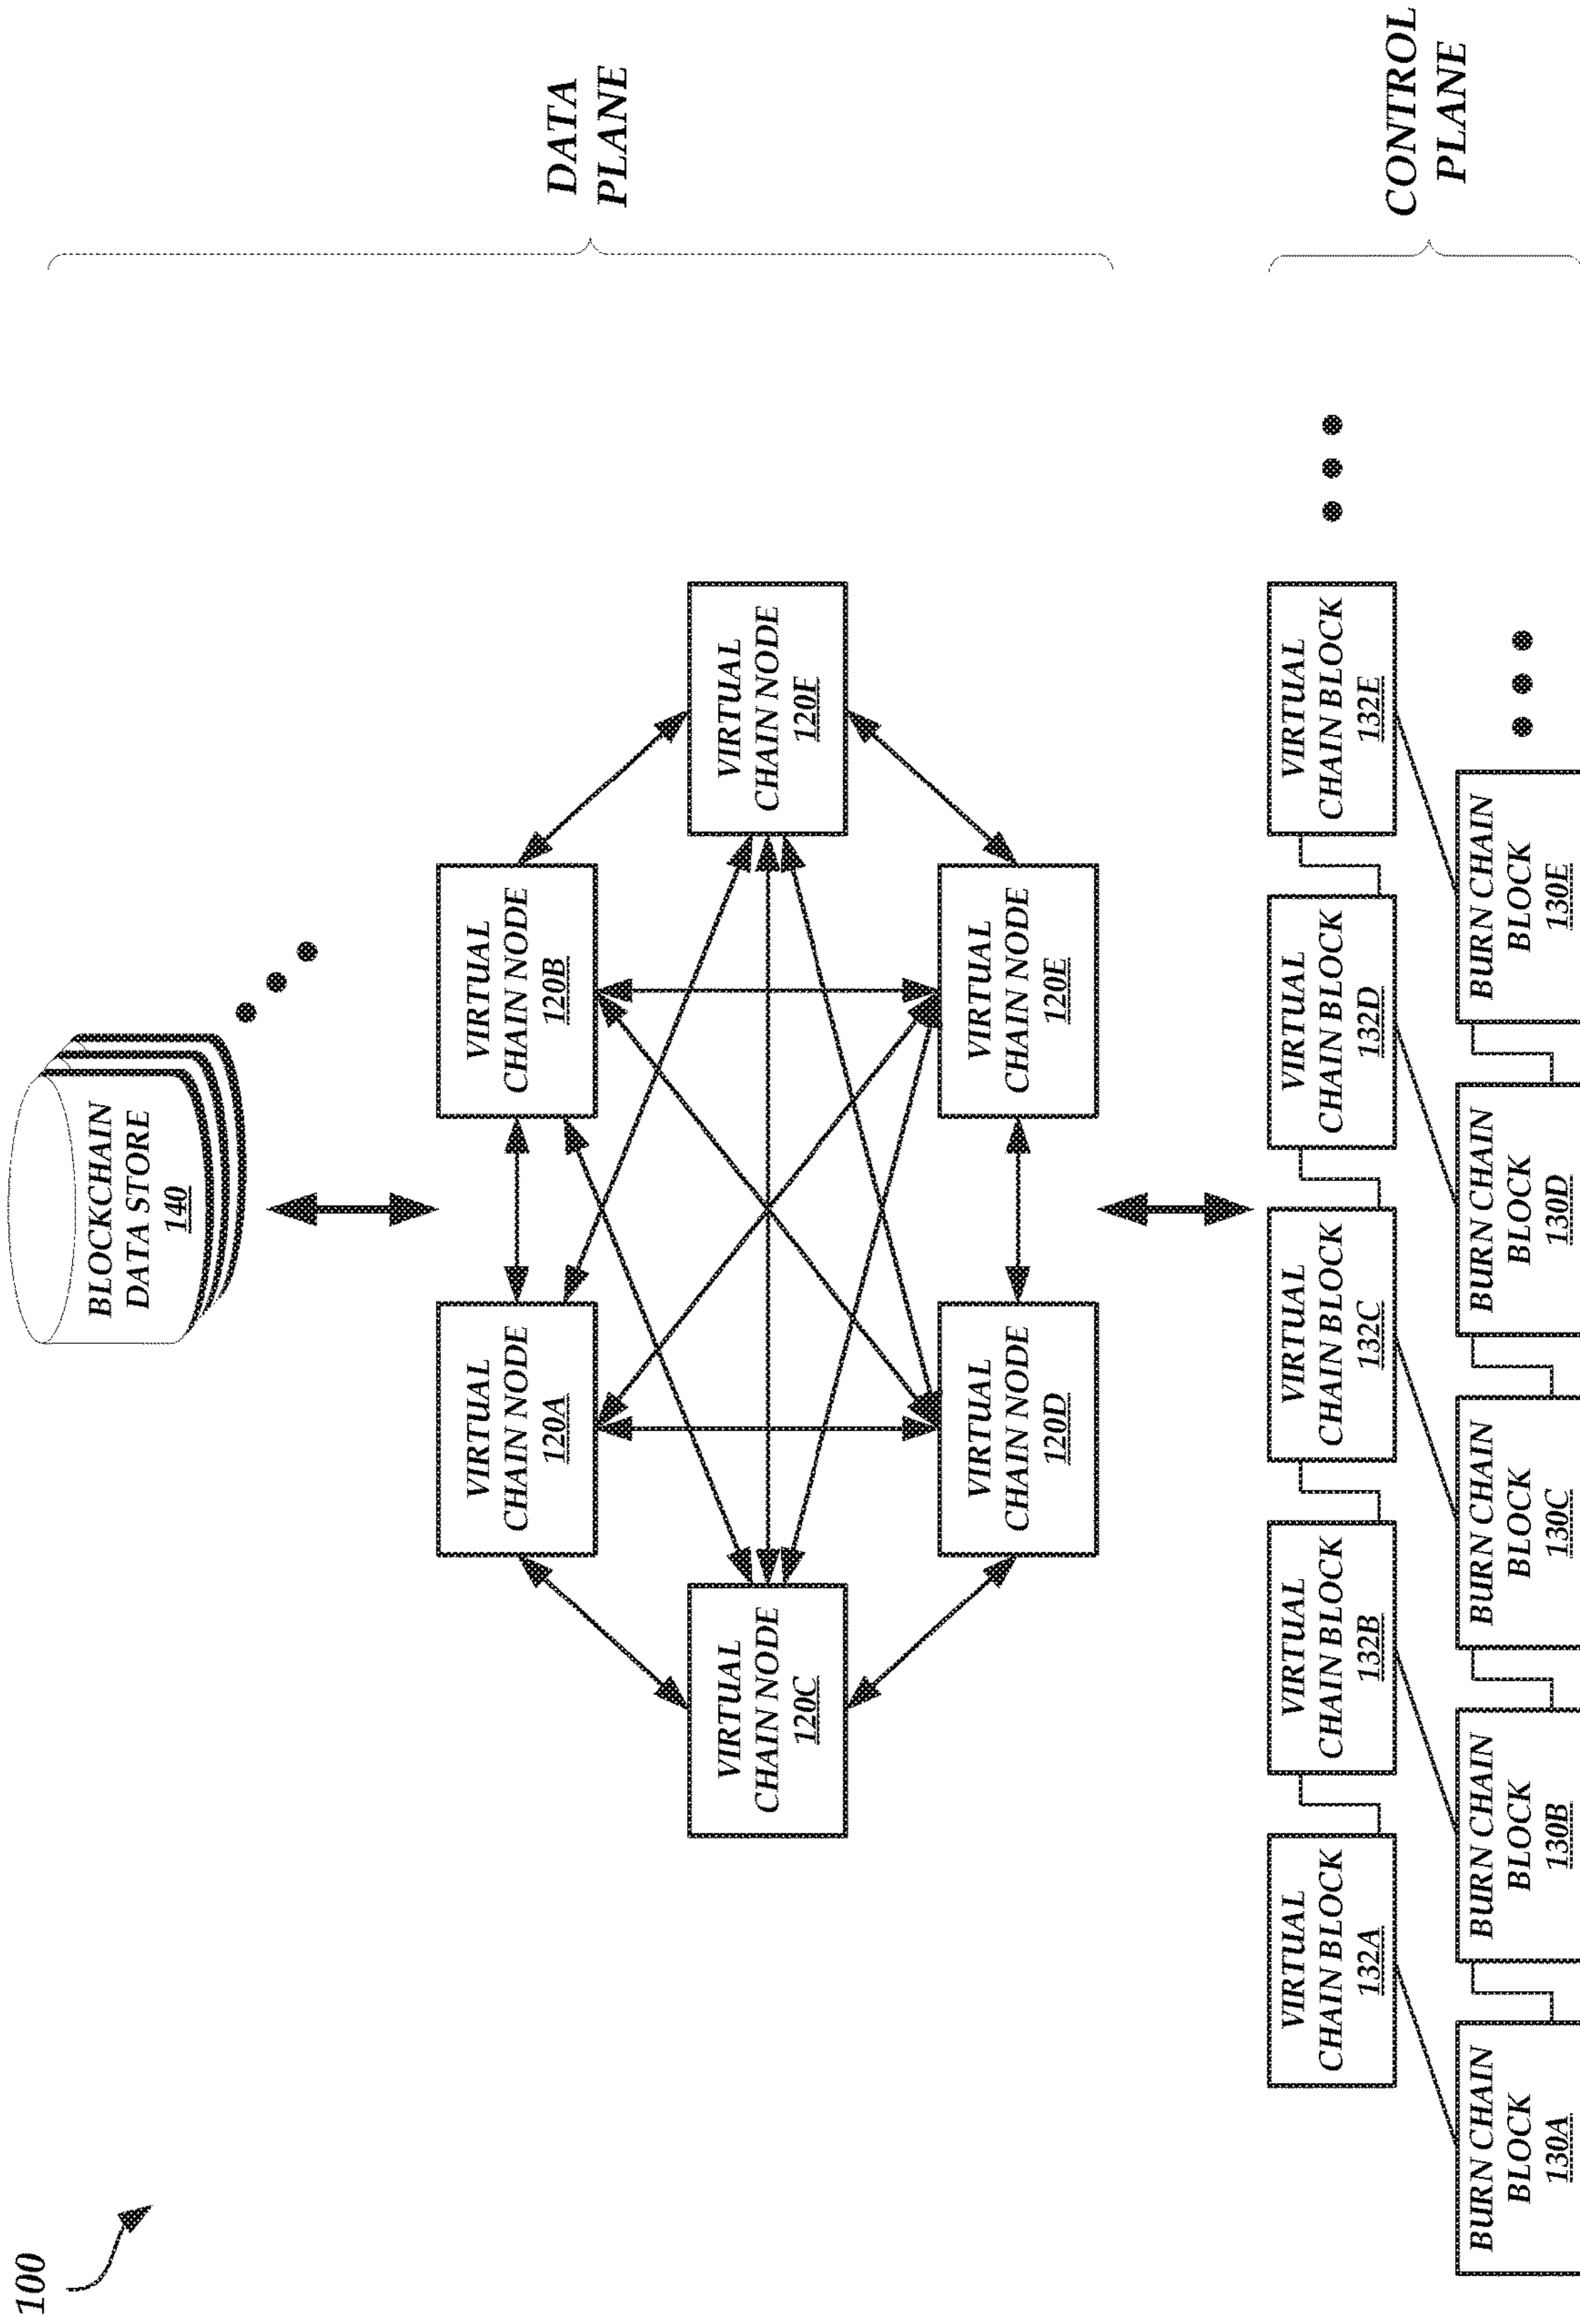 100
BLOCKCHAIN
DATA STORE
140
DATA
PLANE
VIRTUAL
CHAIN NODE
120A
VIRTUAL
CHAIN NODE
120B
VIRTUAL
CHAIN NODE
120C
VIRTUAL
CHAIN NODE
120F
VIRTUAL
CHAIN NODE
120D
VIRTUAL
CHAIN NODE
120E
CONTROL
PLANE
VIRTUAL
CHAIN BLOCK
132A
VIRTUAL
CHAIN BLOCK
132B
VIRTUAL
CHAIN BLOCK
132C
VIRTUAL
CHAIN BLOCK
132D
VIRTUAL
CHAIN BLOCK
132E
BURN CHAIN
BLOCK
130A
BURN CHAIN
BLOCK
130B
BURN CHAIN
BLOCK
130C
BURN CHAIN
BLOCK
130D
BURN CHAIN
BLOCK
130E